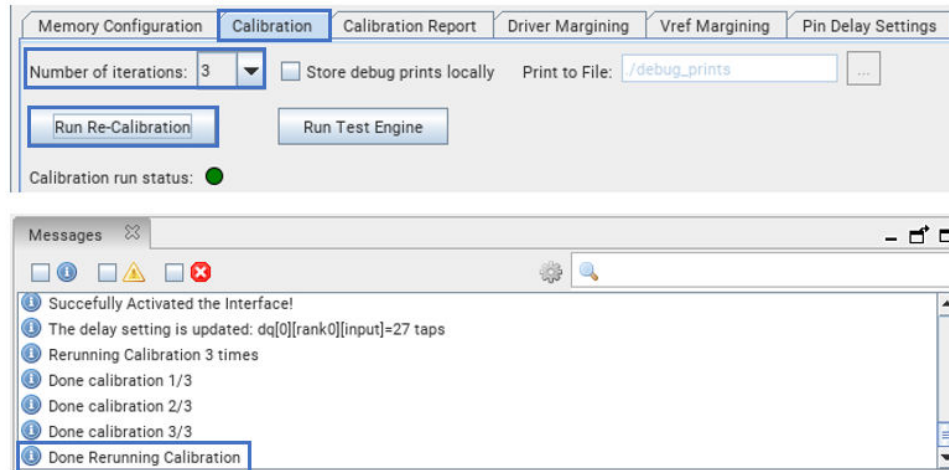 Memory Configuration Calibration Calibration Report Driver Margining Vref Margining Pin Delay Settings
Number of iterations: 3 Store debug prints locally Print to File: ./debug_prints ...
Run Re-Calibration Run Test Engine
Calibration run status:
Messages
Succefully Activated the Interface!
The delay setting is updated: dq[0][rank0][input]=27 taps
Rerunning Calibration 3 times
Done calibration 1/3
Done calibration 2/3
Done calibration 3/3
Done Rerunning Calibration